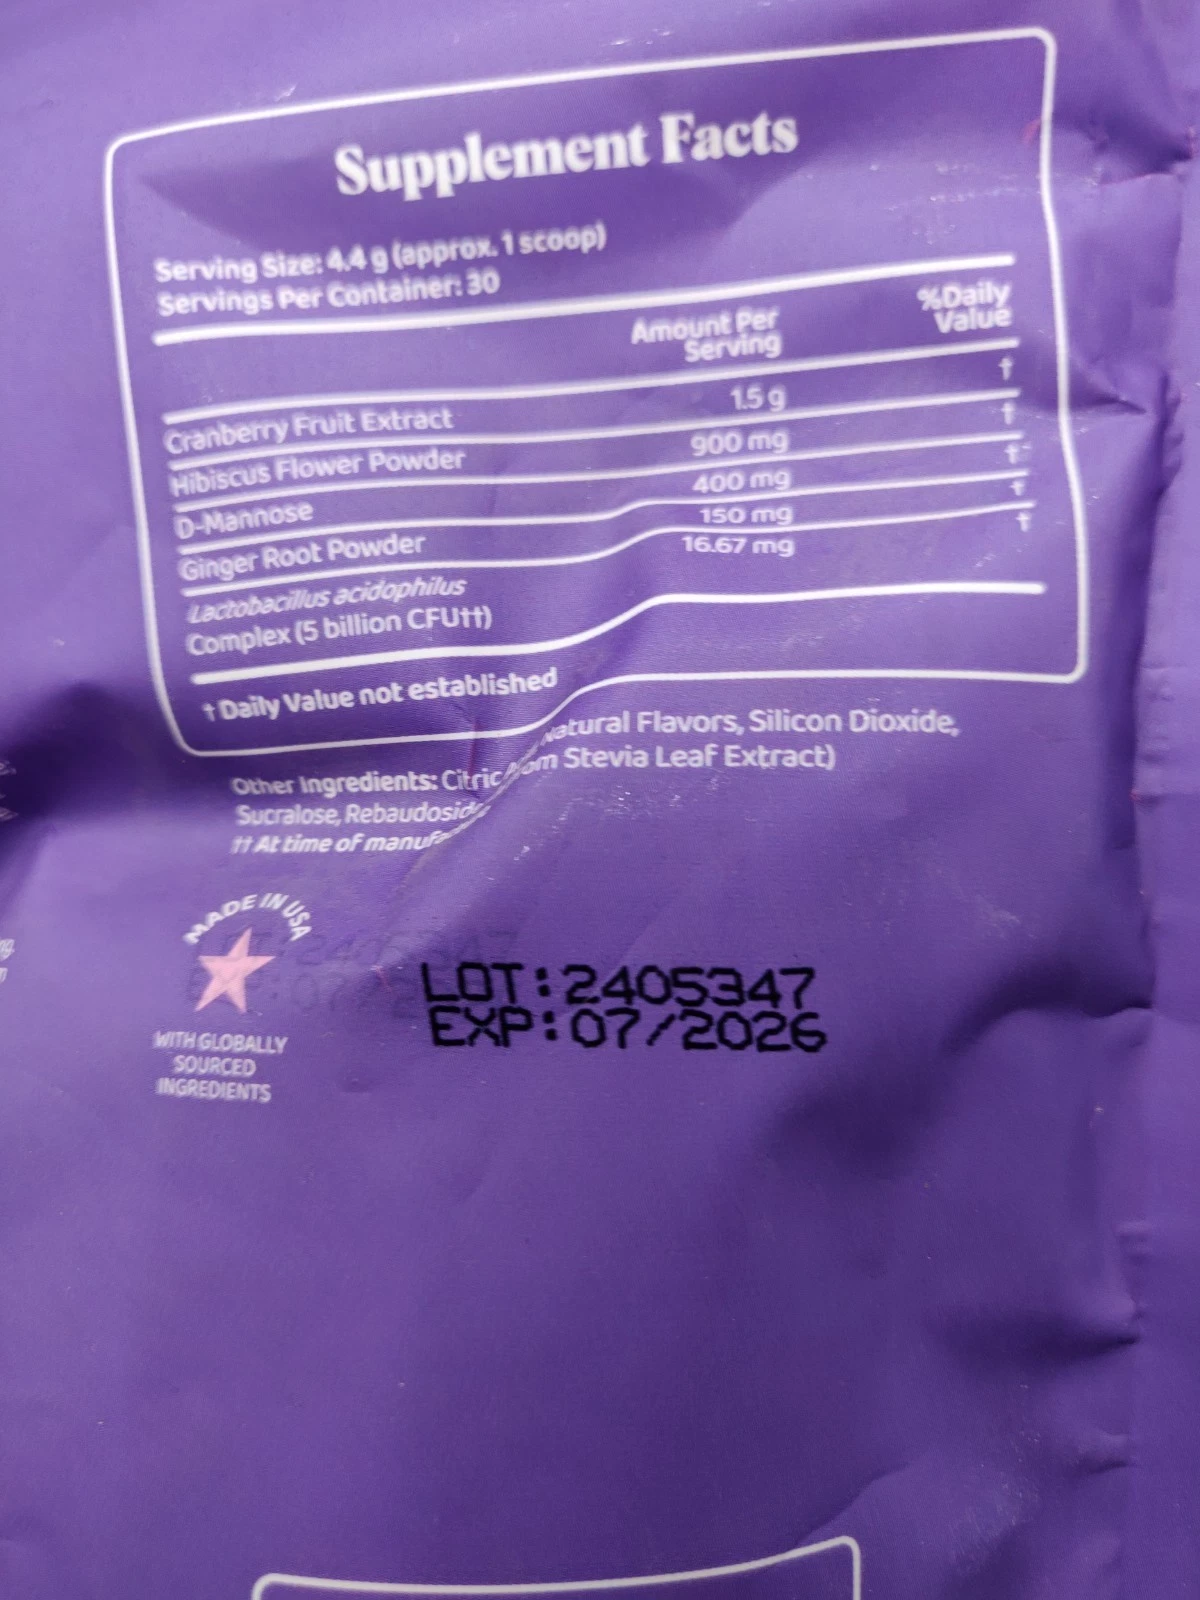 Supplement Facts
Serving Size: 4.4 g (approx. 1 scoop)
Servings Per Container: 30
Amount Per Serving %Daily Value
Cranberry Fruit Extract 1.5 g †
Hibiscus Flower Powder 900 mg †
D-Mannose 400 mg †
Ginger Root Powder 150 mg †
Lactobacillus acidophilus 16.67 mg †
Complex (5 billion CFU††)
† Daily Value not established
Other Ingredients: Citric Natural Flavors, Silicon Dioxide,
Sucralose, Stevia Leaf Extract)
†† At time of
MADE IN USA
WITH GLOBALLY
SOURCED
INGREDIENTS
LOT:2405347
EXP:07/2026